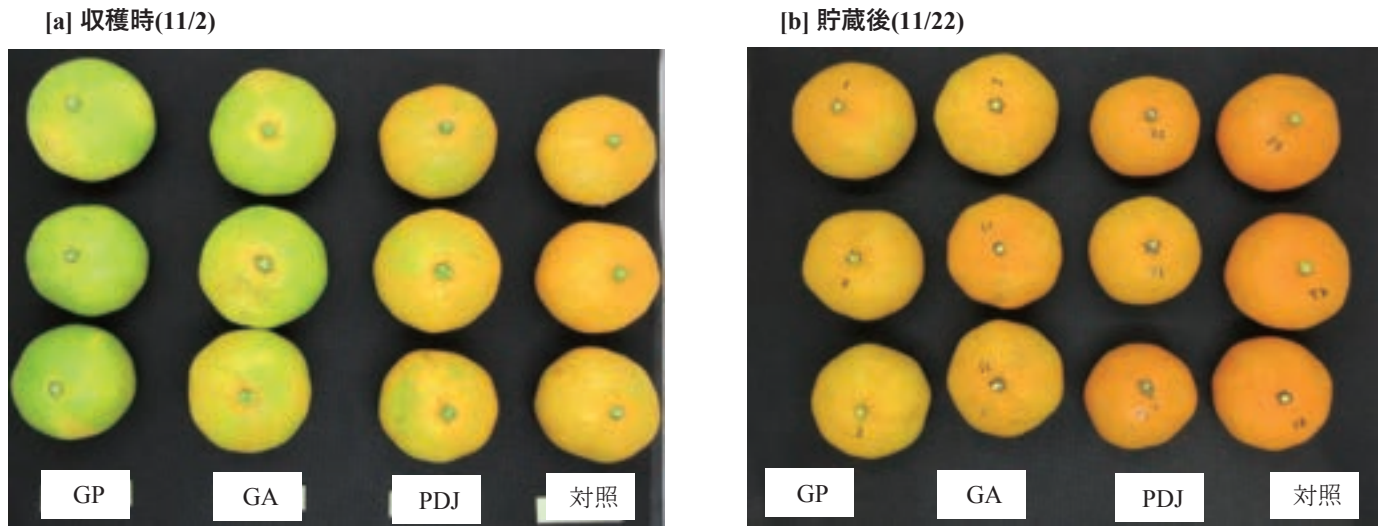 [a] 収穫時(11/2)
[b] 貯蔵後(11/22)
GP GA PDJ 対照
GP GA PDJ 対照